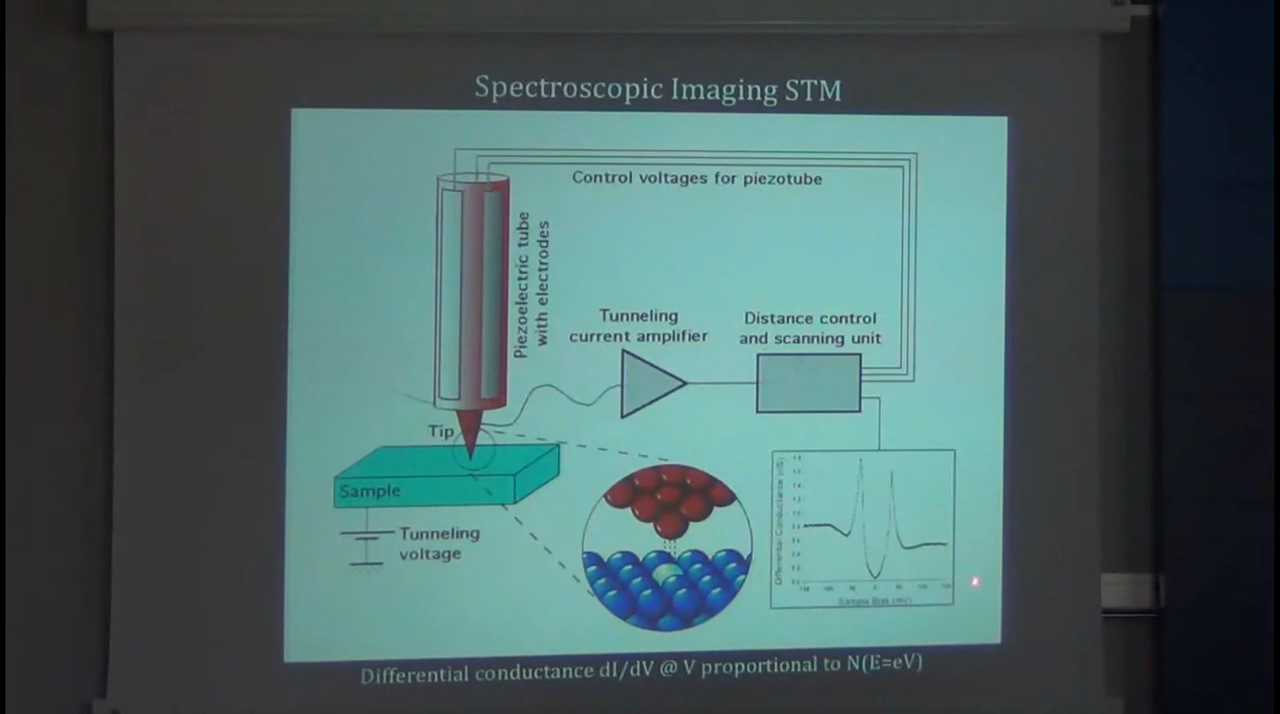 Spectroscopic Imaging STM
Control voltages for piezotube
Piezoelectric tube
with electrodes
Tunneling
current amplifier
Distance control
and scanning unit
Tip
Sample
Tunneling
voltage
Differential Conductance
Sample Bias (mV)
Differential conductance dI/dV @ V proportional to N(E=eV)